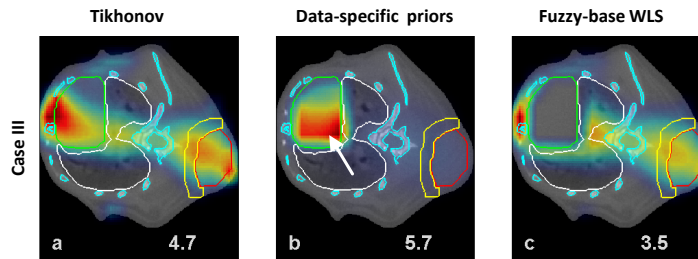 Tikhonov Data-specific priors Fuzzy-base WLS
Case III
a 4.7 b 5.7 c 3.5